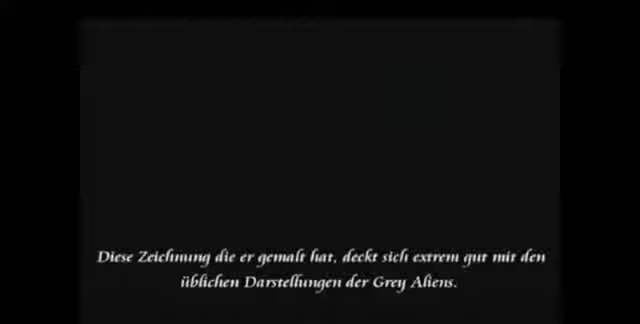 Diese Zeichnung die er gemalt hat, deckt sich extrem gut mit den
üblichen Darstellungen der Grey Aliens.